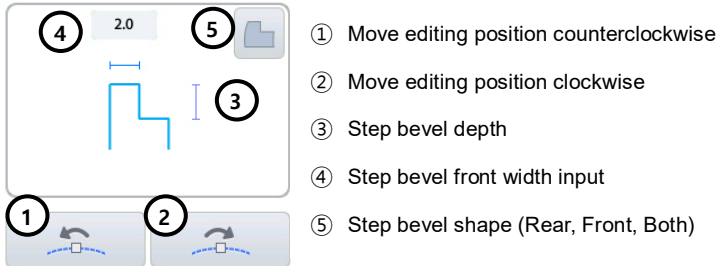 ④ 2.0 ⑤
③
① ②
① Move editing position counterclockwise
② Move editing position clockwise
③ Step bevel depth
④ Step bevel front width input
⑤ Step bevel shape (Rear, Front, Both)